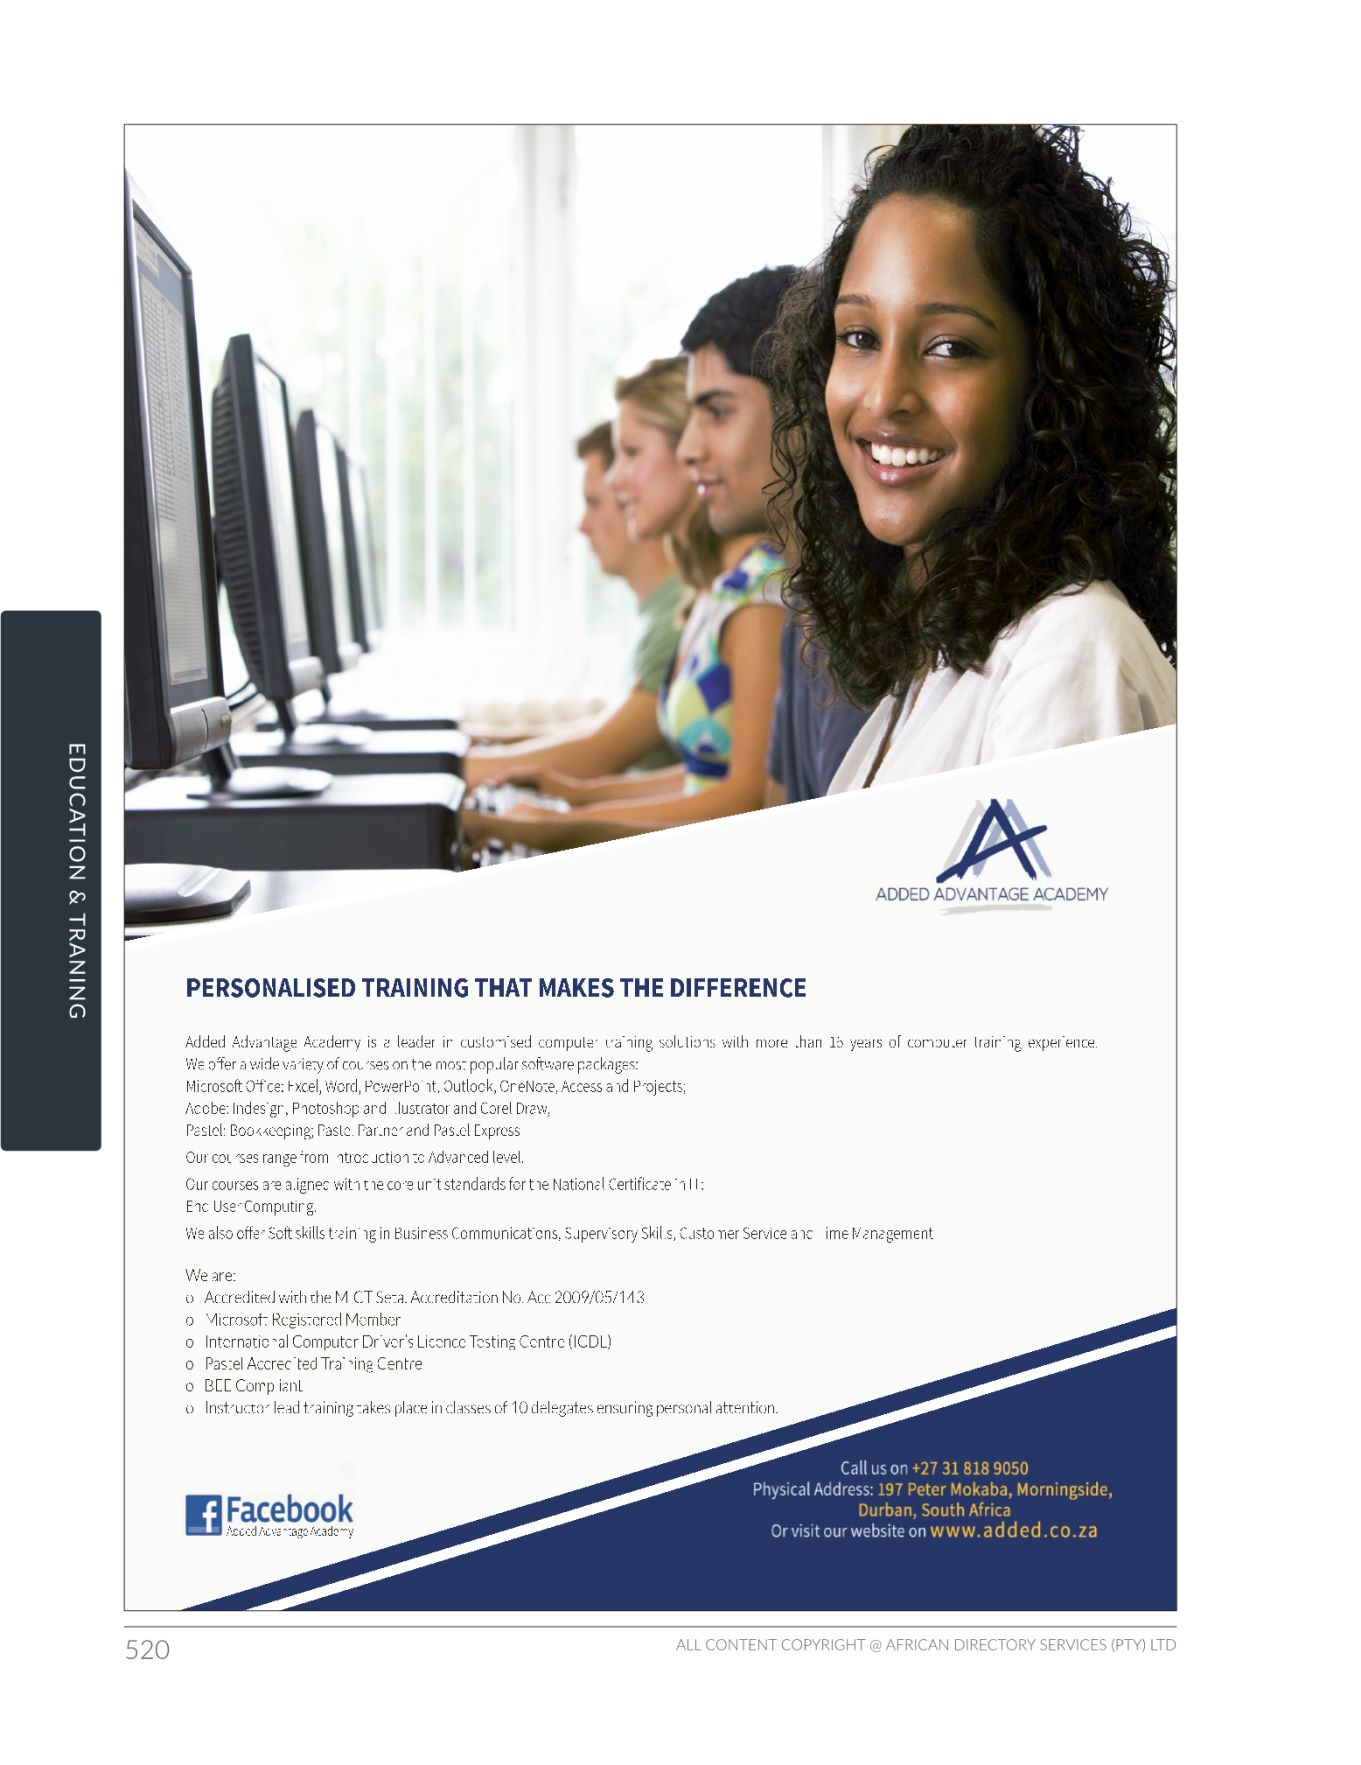 EDUCATION & TRANING
ADDED ADVANTAGE ACADEMY
PERSONALISED TRAINING THAT MAKES THE DIFFERENCE
Added Advantage Academy is a leader in customised computer training solutions with more than 15 years of computer training experience.
We offer a wide variety of courses on the most popular software packages:
Microsoft Office: Excel, Word, PowerPoint, Outlook, OneNote, Access and Projects;
Adobe: Indesign, Photoshop and Illustrator and Corel Draw,
Pastel: Bookkeeping; Pastel Partner and Pastel Express
Our courses range from introduction to Advanced level.
Our courses are aligned with the core unit standards for the National Certificate in IT:
End User Computing.
We also offer Soft skills training in Business Communications, Supervisory Skills, Customer Service and Time Management
We are:
o Accredited with the MICT Seta. Accreditation No. Acc 2009/05/143
o Microsoft Registered Member
o International Computer Driver's Licence Testing Centre (ICDL)
o Pastel Accredited Training Centre
o BEE Compliant
o Instructor lead training takes place in classes of 10 delegates ensuring personal attention.
Facebook
Added Advantage Academy
Call us on +27 31 818 9050
Physical Address: 197 Peter Mokaba, Morningside,
Durban, South Africa
Or visit our website on www.added.co.za
520
ALL CONTENT COPYRIGHT @ AFRICAN DIRECTORY SERVICES (PTY) LTD